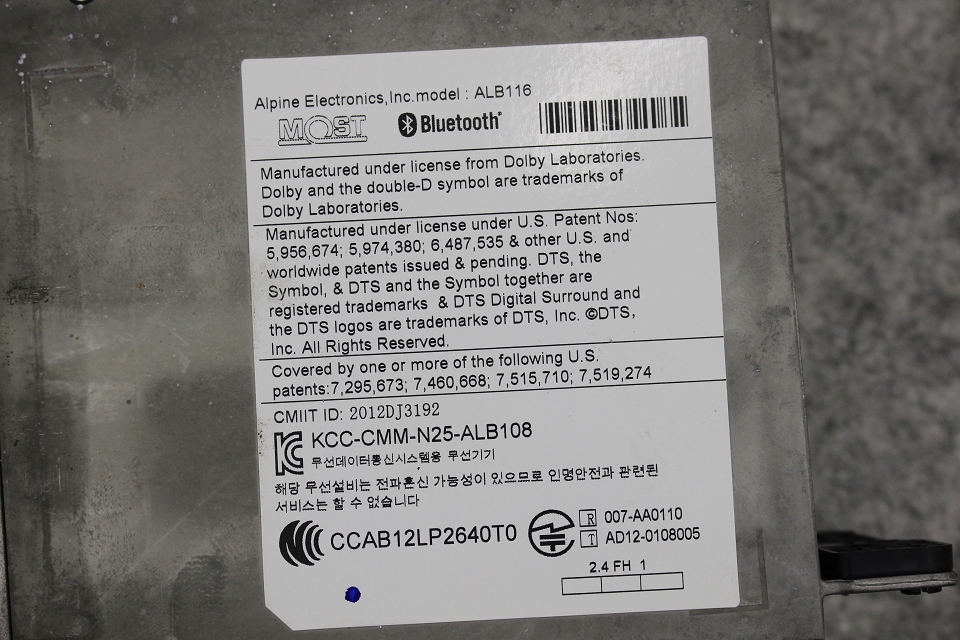 Alpine Electronics,Inc.model : ALB116
MOST Bluetooth®
Manufactured under license from Dolby Laboratories.
Dolby and the double-D symbol are trademarks of
Dolby Laboratories.
Manufactured under license under U.S. Patent Nos:
5,956,674; 5,974,380; 6,487,535 & other U.S. and
worldwide patents issued & pending. DTS, the
Symbol, & DTS and the Symbol together are
registered trademarks & DTS Digital Surround and
the DTS logos are trademarks of DTS, Inc. ©DTS,
Inc. All Rights Reserved.
Covered by one or more of the following U.S.
patents:7,295,673; 7,460,668; 7,515,710; 7,519,274
CMIIT ID: 2012DJ3192
KCC-CMM-N25-ALB108
무선데이터통신시스템용 무선기기
해당 무선설비는 전파혼신 가능성이 있으므로 인명안전과 관련된
서비스는 할 수 없습니다
CCAB12LP2640T0
R 007-AA0110
T AD12-0108005
2.4 FH 1